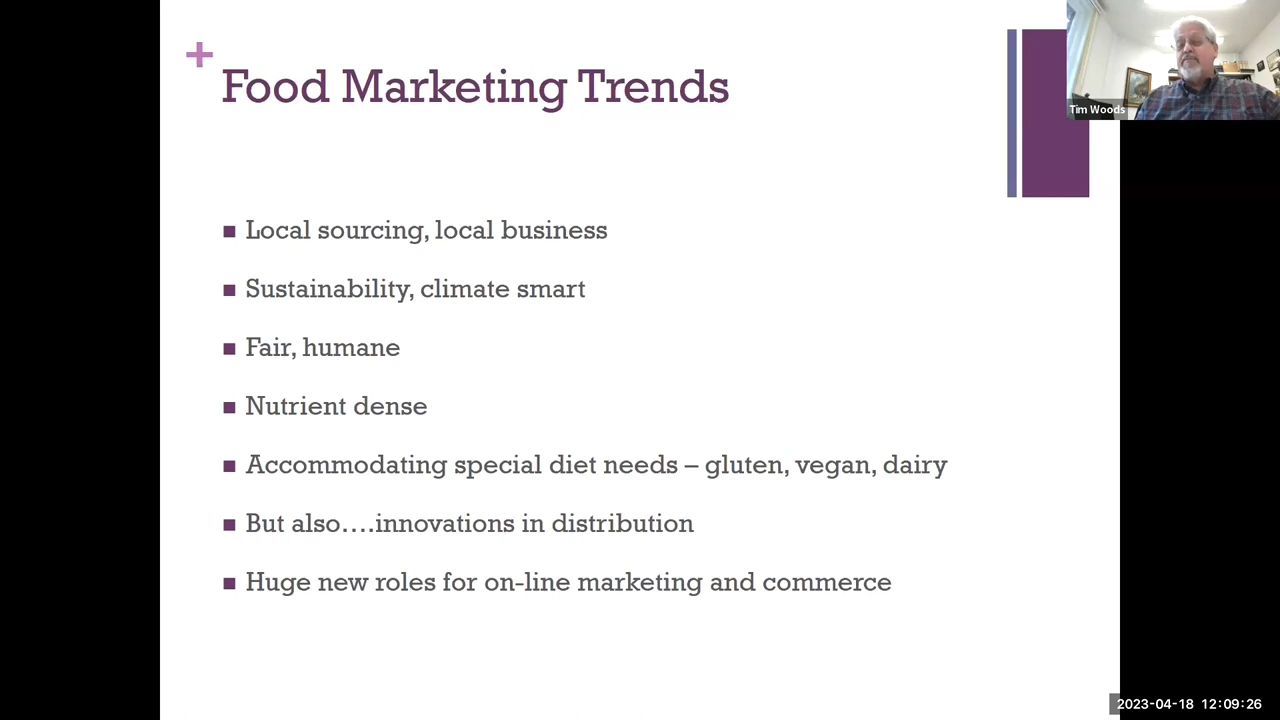 +
Food Marketing Trends
Tim Woods
Local sourcing, local business
Sustainability, climate smart
Fair, humane
Nutrient dense
Accommodating special diet needs – gluten, vegan, dairy
But also….innovations in distribution
Huge new roles for on-line marketing and commerce
2023-04-18 12:09:26